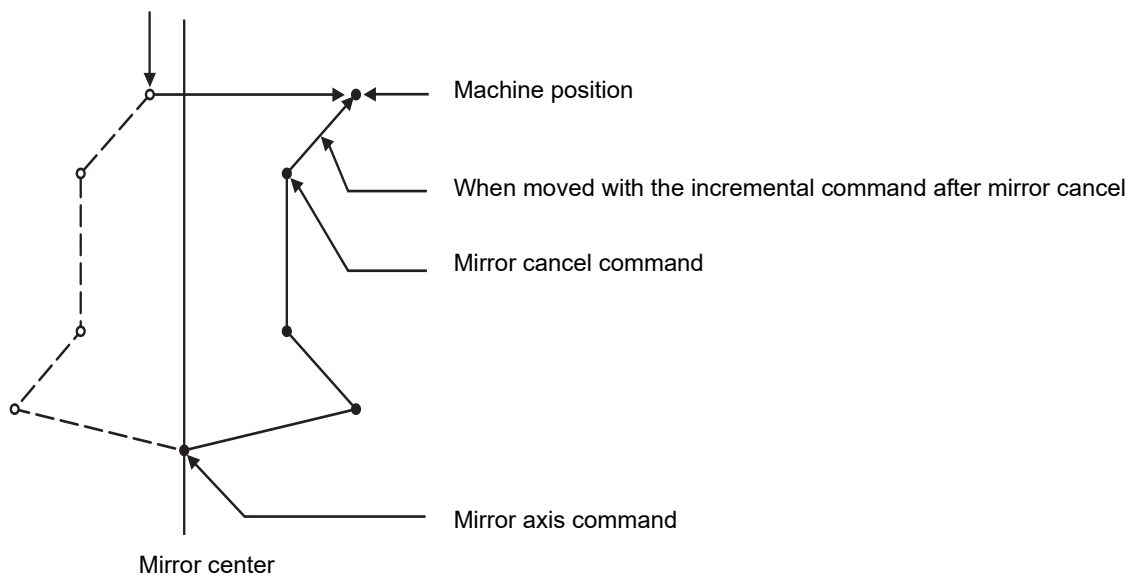 Machine position
When moved with the incremental command after mirror cancel
Mirror cancel command
Mirror axis command
Mirror center